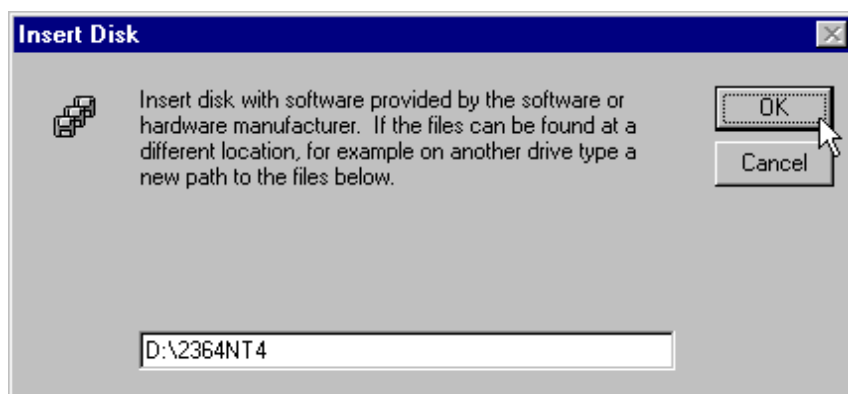 Insert Disk
Insert disk with software provided by the software or
hardware manufacturer.  If the files can be found at a
different location, for example on another drive type a
new path to the files below.
OK
Cancel
D:\2364NT4